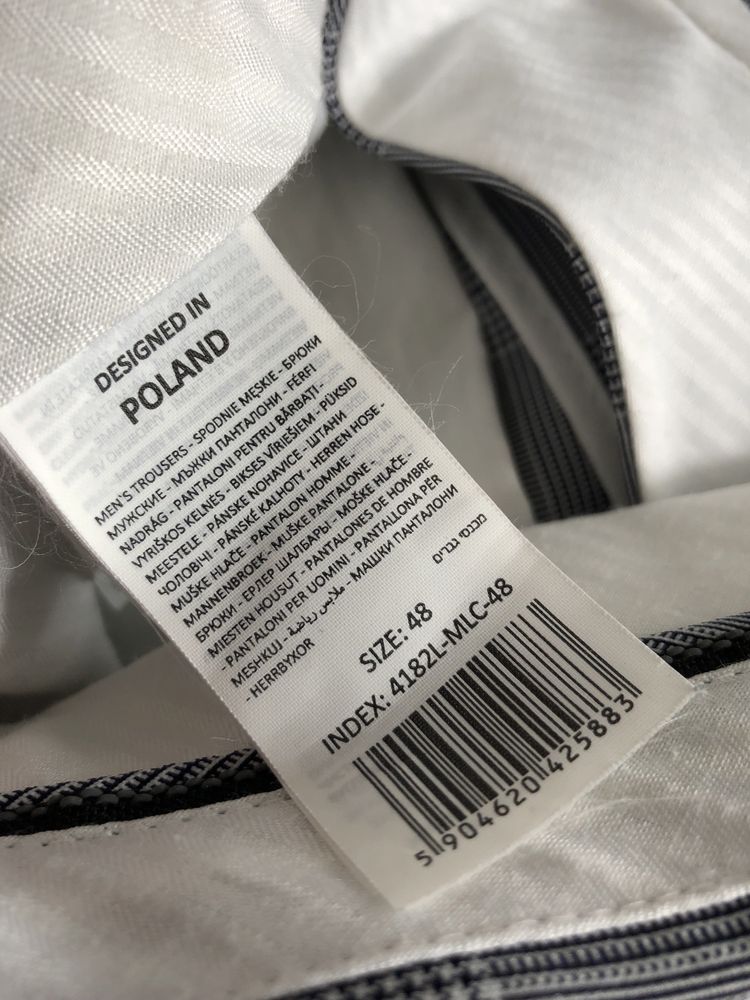 DESIGNED IN
POLAND
MEN'S TROUSERS - SPODNIE MĘSKIE - БРЮКИ
МУЖСКИЕ - МЪЖКИ ПАНТАЛОНИ - FÉRFI
NADRÁG - PANTALONI PENTRU BĂRBAȚI -
VYRIŠKOS KELNĖS - BIKSES VĪRIEŠIEM - PÜKSID
MEESTELE - PÁNSKE NOHAVICE - ШТАНИ
ЧОЛОВІЧІ - PÁNSKÉ KALHOTY - HERREN HOSE -
MUŠKE HLAČE - PANTALON HOMME -
MANNENBROEK - MUŠKE PANTALONE -
БРЮКИ - ЕРЛЕР ШАЛБАРЫ - МОŠКЕ HLAČE -
MIESTEN HOUSUT - PANTALONES DE HOMBRE
- PANTALONI PER UOMINI - PANTALLONA PËR
MESHKUJ - ملابس رياضية - МАШКИ ПАНТАЛОНИ
- HERRBYXOR
מכנסי גברים
SIZE: 48
INDEX: 4182L-MLC-48
5 904620 425883